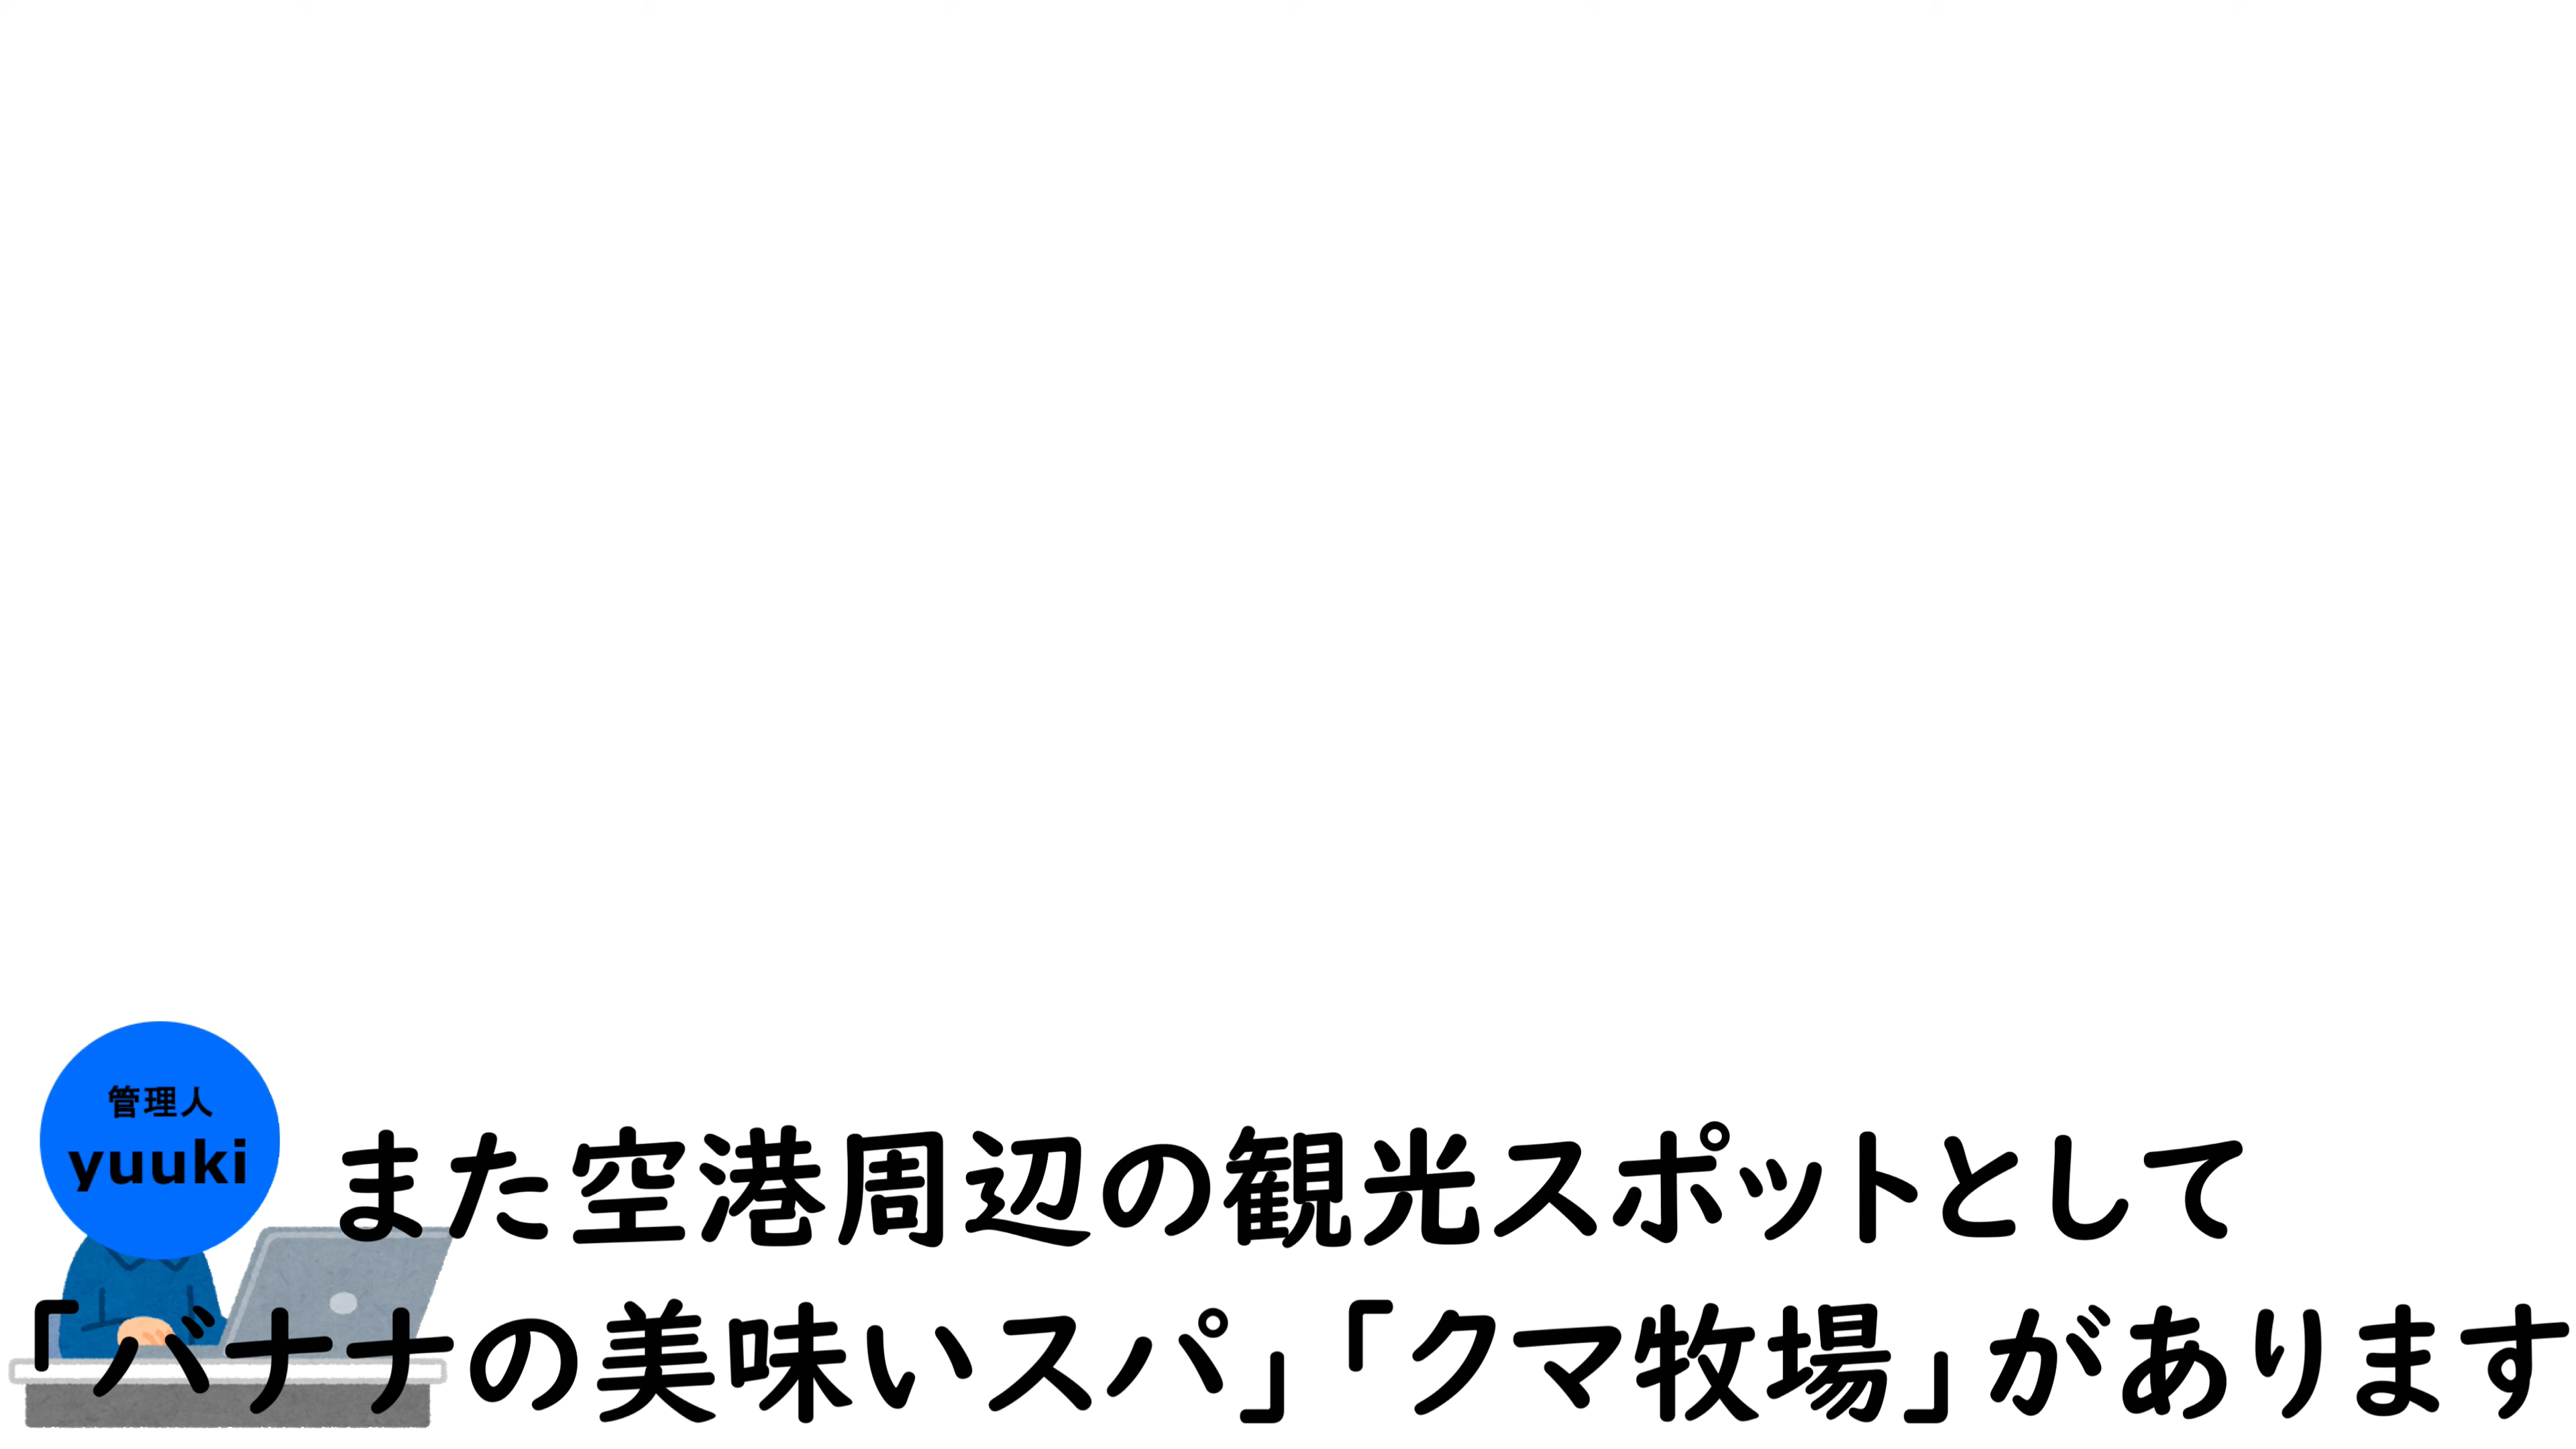 管理人
yuuki
また空港周辺の観光スポットとして
「バナナの美味いスパ」「クマ牧場」があります